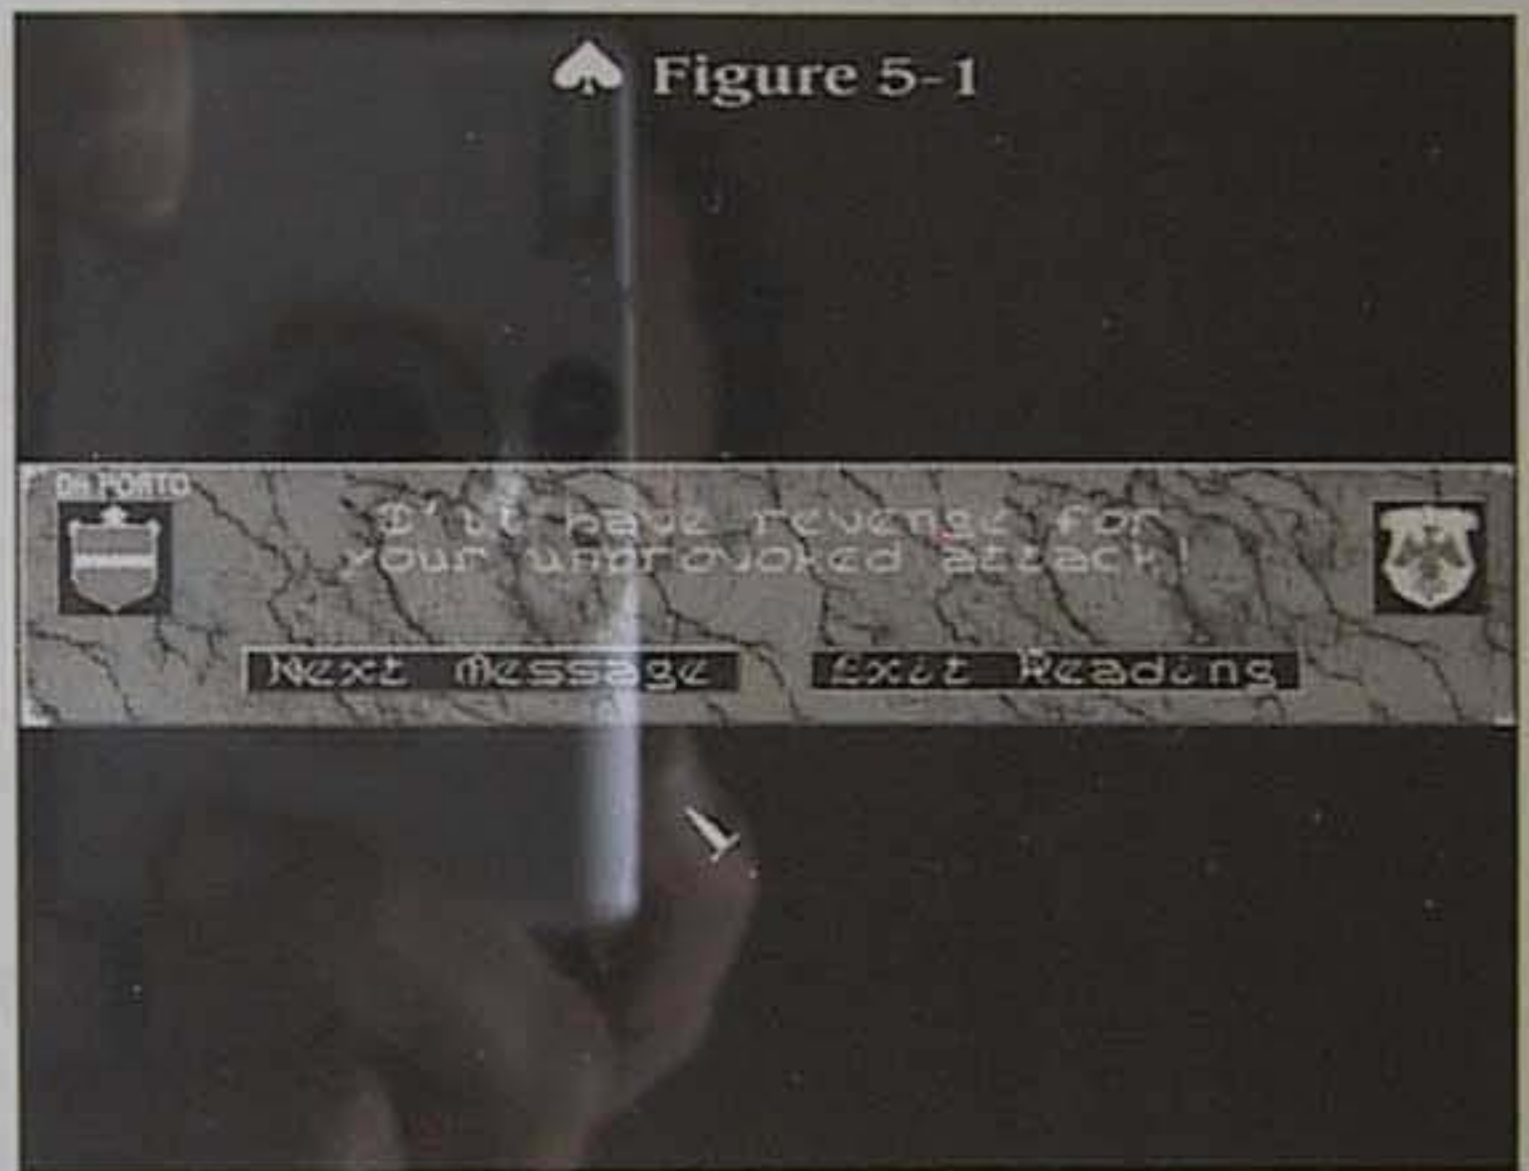 Figure 5-1
DA PORTO
I'll have revenge for
your unprovoked attack!
Next Message
Exit Reading